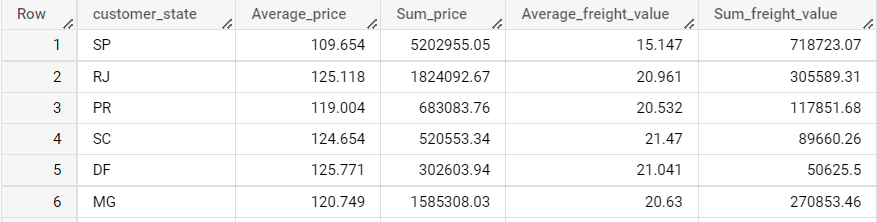 Row customer_state Average_price Sum_price Average_freight_value Sum_freight_value
1 SP 109.654 5202955.05 15.147 718723.07
2 RJ 125.118 1824092.67 20.961 305589.31
3 PR 119.004 683083.76 20.532 117851.68
4 SC 124.654 520553.34 21.47 89660.26
5 DF 125.771 302603.94 21.041 50625.5
6 MG 120.749 1585308.03 20.63 270853.46